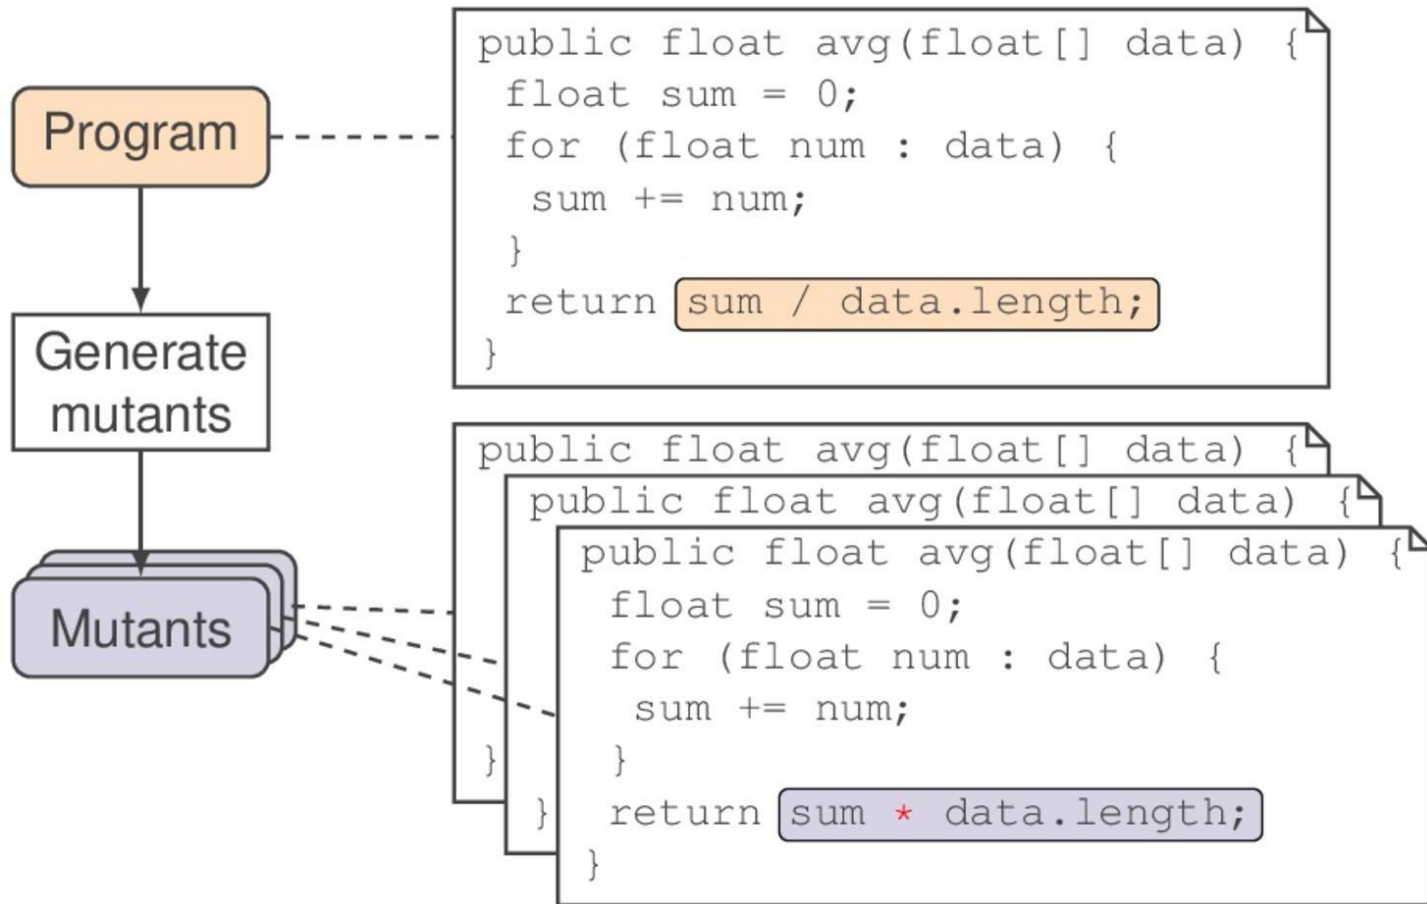 Program
public float avg(float[] data) {
float sum = 0;
for (float num : data) {
sum += num;
}
return sum / data.length;
}
Generate
mutants
Mutants
public float avg(float[] data) {
}
public float avg(float[] data) {
}
public float avg(float[] data) {
float sum = 0;
for (float num : data) {
sum += num;
}
return sum * data.length;
}